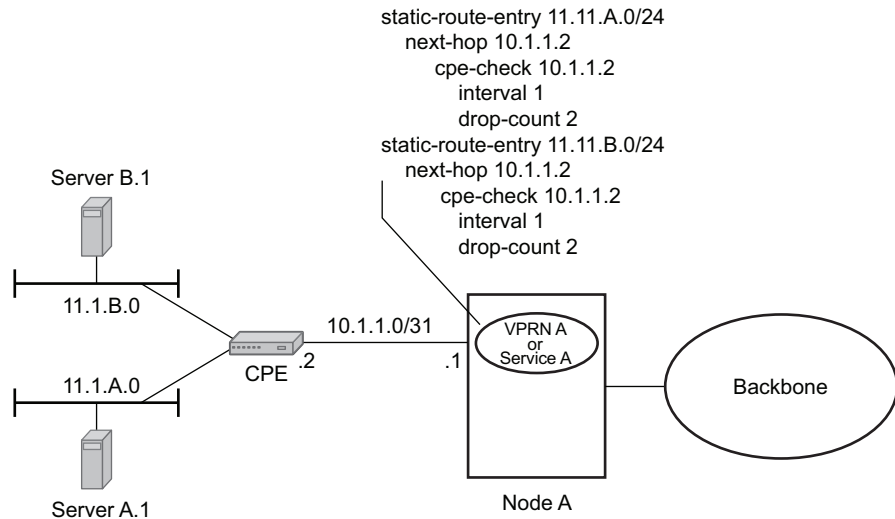 static-route-entry 11.11.A.0/24
next-hop 10.1.1.2
cpe-check 10.1.1.2
interval 1
drop-count 2
static-route-entry 11.11.B.0/24
next-hop 10.1.1.2
cpe-check 10.1.1.2
interval 1
drop-count 2
Server B.1
11.1.B.0
10.1.1.0/31
VPRN A
or
Service A
.2
.1
CPE
11.1.A.0
Backbone
Server A.1
Node A